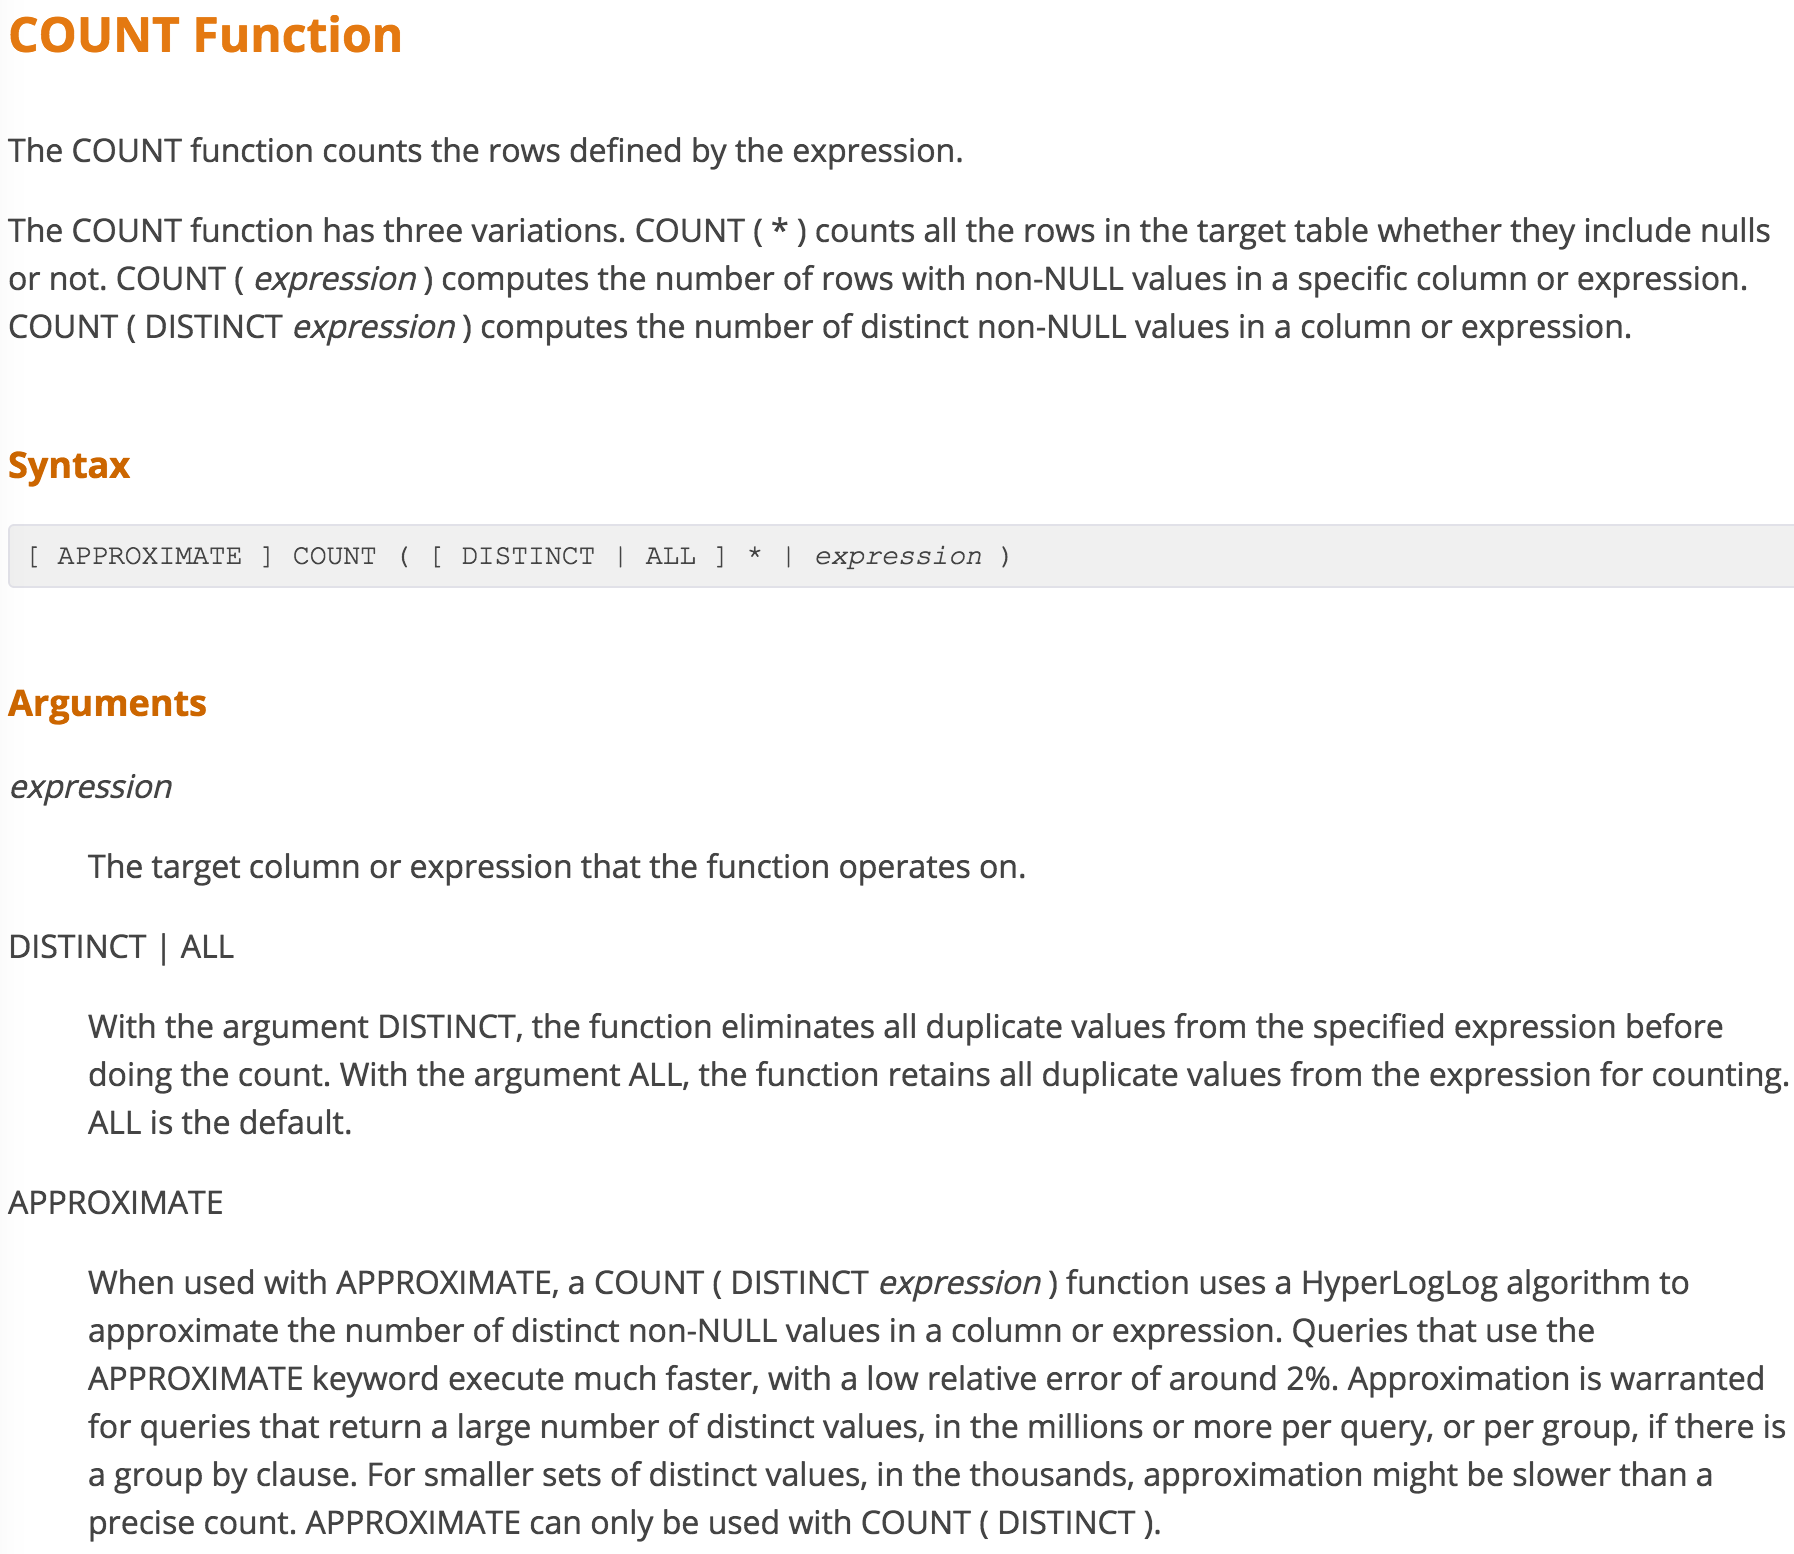 COUNT Function
The COUNT function counts the rows defined by the expression.
The COUNT function has three variations. COUNT ( * ) counts all the rows in the target table whether they include nulls
or not. COUNT ( expression ) computes the number of rows with non-NULL values in a specific column or expression.
COUNT ( DISTINCT expression ) computes the number of distinct non-NULL values in a column or expression.
Syntax
[ APPROXIMATE ] COUNT ( [ DISTINCT | ALL ] * | expression )
Arguments
expression
The target column or expression that the function operates on.
DISTINCT | ALL
With the argument DISTINCT, the function eliminates all duplicate values from the specified expression before
doing the count. With the argument ALL, the function retains all duplicate values from the expression for counting.
ALL is the default.
APPROXIMATE
When used with APPROXIMATE, a COUNT ( DISTINCT expression ) function uses a HyperLogLog algorithm to
approximate the number of distinct non-NULL values in a column or expression. Queries that use the
APPROXIMATE keyword execute much faster, with a low relative error of around 2%. Approximation is warranted
for queries that return a large number of distinct values, in the millions or more per query, or per group, if there is
a group by clause. For smaller sets of distinct values, in the thousands, approximation might be slower than a
precise count. APPROXIMATE can only be used with COUNT ( DISTINCT ).